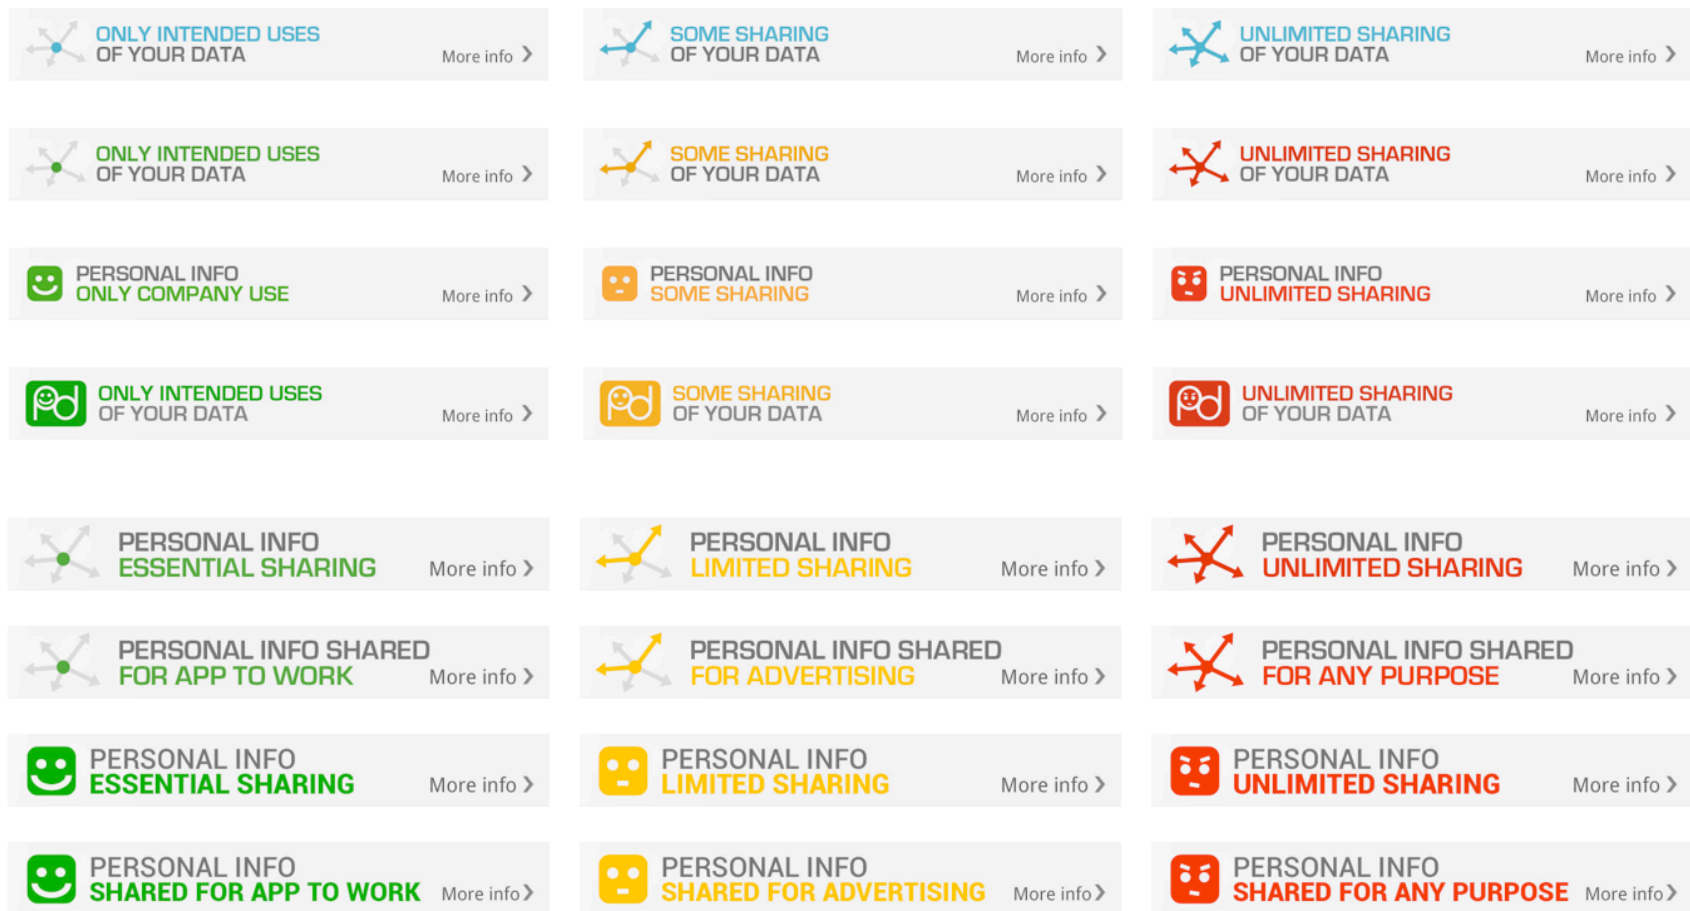 ONLY INTENDED USES
OF YOUR DATA
More info
SOME SHARING
OF YOUR DATA
More info
UNLIMITED SHARING
OF YOUR DATA
More info
ONLY INTENDED USES
OF YOUR DATA
More info
SOME SHARING
OF YOUR DATA
More info
UNLIMITED SHARING
OF YOUR DATA
More info
PERSONAL INFO
ONLY COMPANY USE
More info
PERSONAL INFO
SOME SHARING
More info
PERSONAL INFO
UNLIMITED SHARING
More info
Pd
ONLY INTENDED USES
OF YOUR DATA
More info
Pd
SOME SHARING
OF YOUR DATA
More info
Pd
UNLIMITED SHARING
OF YOUR DATA
More info
PERSONAL INFO
ESSENTIAL SHARING
More info
PERSONAL INFO
LIMITED SHARING
More info
PERSONAL INFO
UNLIMITED SHARING
More info
PERSONAL INFO SHARED
FOR APP TO WORK
More info
PERSONAL INFO SHARED
FOR ADVERTISING
More info
PERSONAL INFO SHARED
FOR ANY PURPOSE
More info
PERSONAL INFO
ESSENTIAL SHARING
More info
PERSONAL INFO
LIMITED SHARING
More info
PERSONAL INFO
UNLIMITED SHARING
More info
PERSONAL INFO
SHARED FOR APP TO WORK
More info
PERSONAL INFO
SHARED FOR ADVERTISING
More info
PERSONAL INFO
SHARED FOR ANY PURPOSE
More info